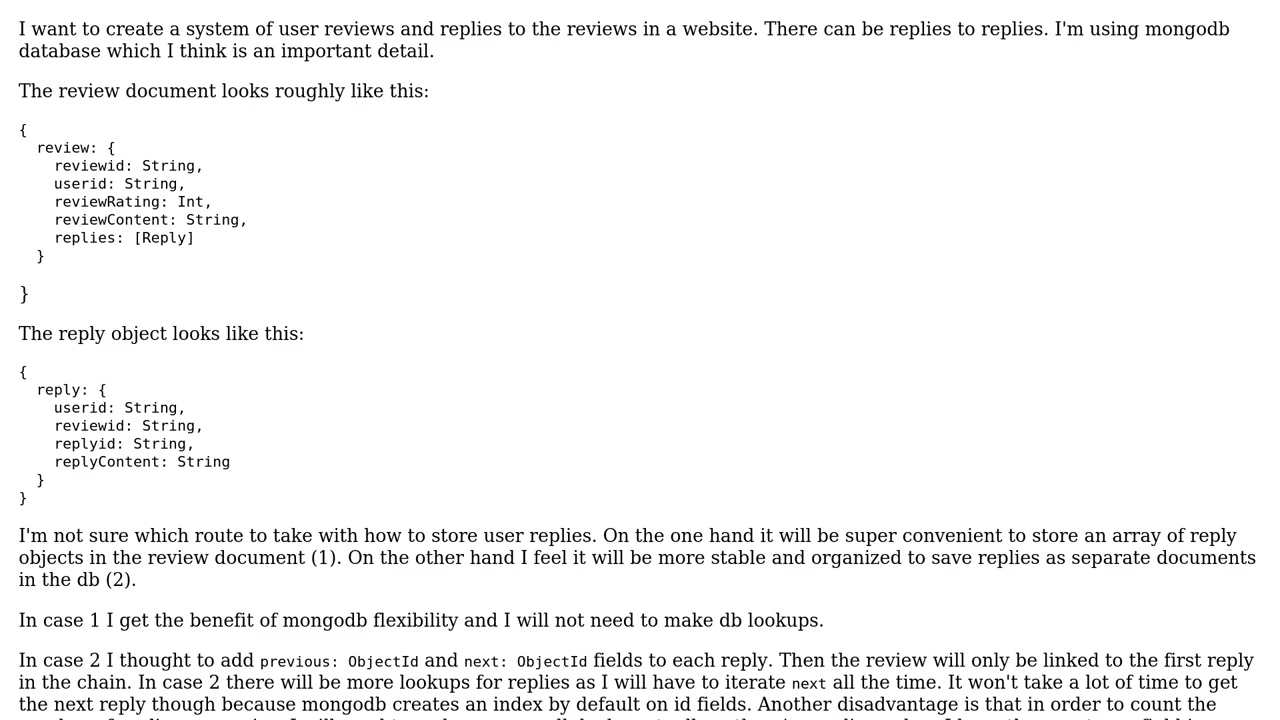 I want to create a system of user reviews and replies to the reviews in a website. There can be replies to replies. I'm using mongodb
database which I think is an important detail.
The review document looks roughly like this:
{
  review: {
    reviewid: String,
    userid: String,
    reviewRating: Int,
    reviewContent: String,
    replies: [Reply]
  }
}
The reply object looks like this:
{
  reply: {
    userid: String,
    reviewid: String,
    replyid: String,
    replyContent: String
  }
}
I'm not sure which route to take with how to store user replies. On the one hand it will be super convenient to store an array of reply
objects in the review document (1). On the other hand I feel it will be more stable and organized to save replies as separate documents
in the db (2).
In case 1 I get the benefit of mongodb flexibility and I will not need to make db lookups.
In case 2 I thought to add previous: ObjectId and next: ObjectId fields to each reply. Then the review will only be linked to the first reply
in the chain. In case 2 there will be more lookups for replies as I will have to iterate next all the time. It won't take a lot of time to get
the next reply though because mongodb creates an index by default on id fields. Another disadvantage is that in order to count the